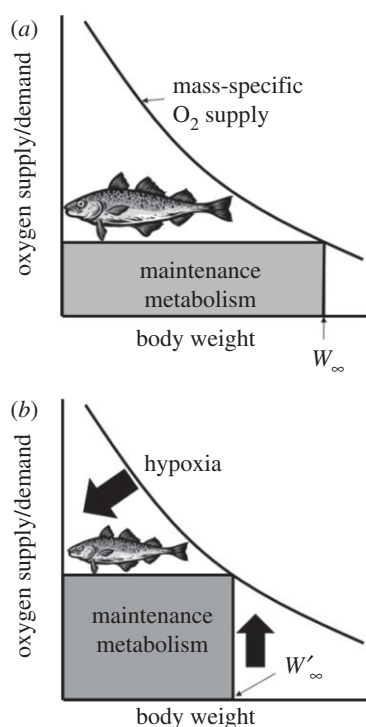 (a)
oxygen supply/demand
mass-specific
O₂ supply
maintenance
metabolism
body weight
W∞
(b)
oxygen supply/demand
hypoxia
maintenance
metabolism
W′∞
body weight